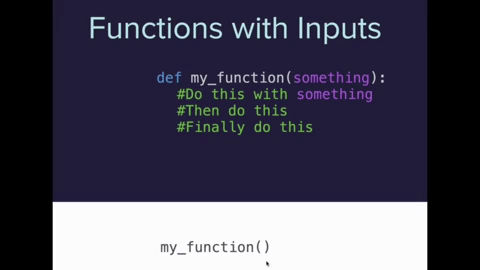 Functions with Inputs
def my_function(something):
#Do this with something
#Then do this
#Finally do this
my_function()